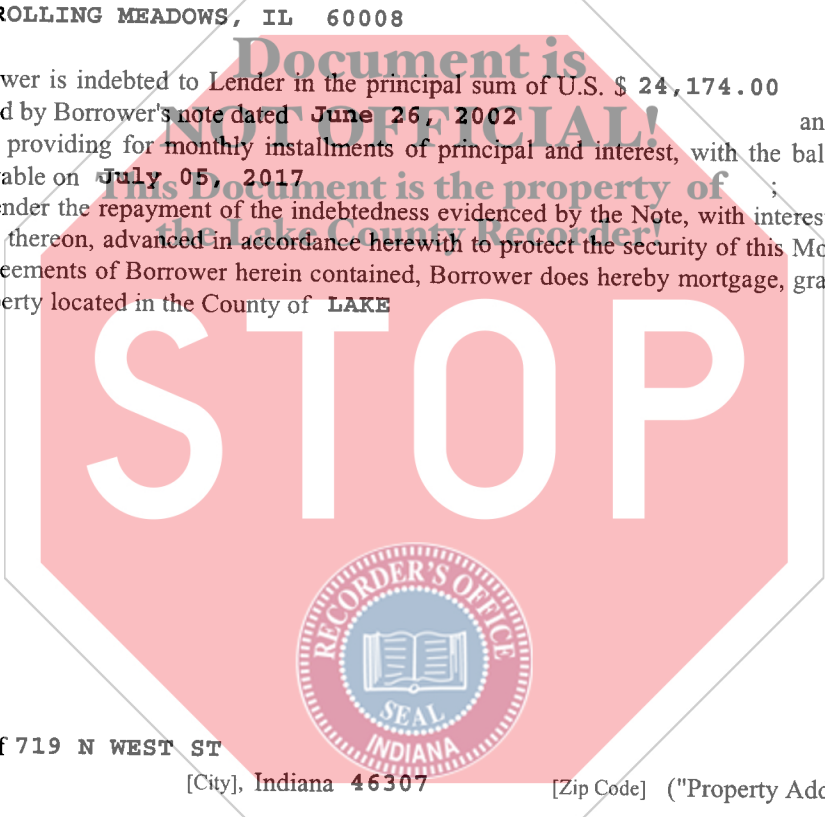 ROLLING MEADOWS, IL 60008
Document is
wer is indebted to Lender in the principal sum of U.S. $ 24,174.00
d by Borrower's note dated June 26, 2002 an
NOT OFFICIAL!
providing for monthly installments of principal and interest, with the bal
able on July 05, 2017 ;
This Document is the property of
nder the repayment of the indebtedness evidenced by the Note, with interes
the Lake County Recorder!
thereon, advanced in accordance herewith to protect the security of this Mo
eements of Borrower herein contained, Borrower does hereby mortgage, gra
erty located in the County of LAKE
STOP
RECORDER'S OFFICE
SEAL
INDIANA
f 719 N WEST ST
[City], Indiana 46307 [Zip Code] ("Property Add